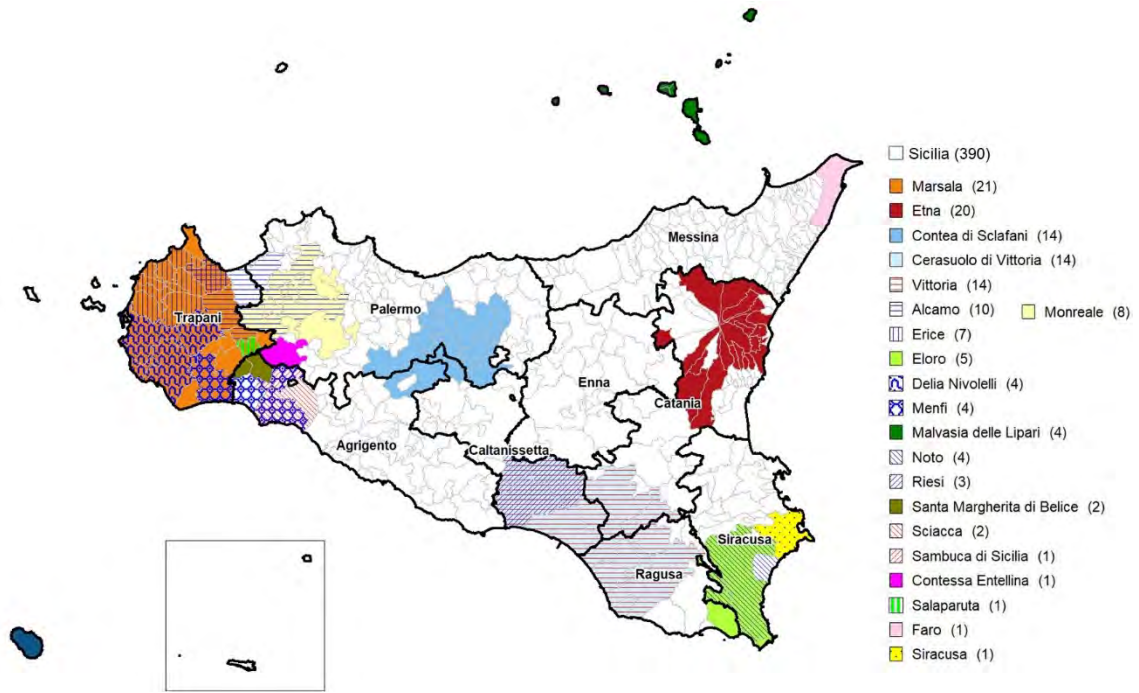 Sicilia (390)
Marsala (21)
Etna (20)
Contea di Sclafani (14)
Cerasuolo di Vittoria (14)
Vittoria (14)
Alcamo (10)
Monreale (8)
Erice (7)
Eloro (5)
Delia Nivolelli (4)
Menfi (4)
Malvasia delle Lipari (4)
Noto (4)
Riesi (3)
Santa Margherita di Belice (2)
Sciacca (2)
Sambuca di Sicilia (1)
Contessa Entellina (1)
Salaparuta (1)
Faro (1)
Siracusa (1)
Messina
Palermo
Trapani
Enna
Catania
Agrigento
Caltanissetta
Siracusa
Ragusa